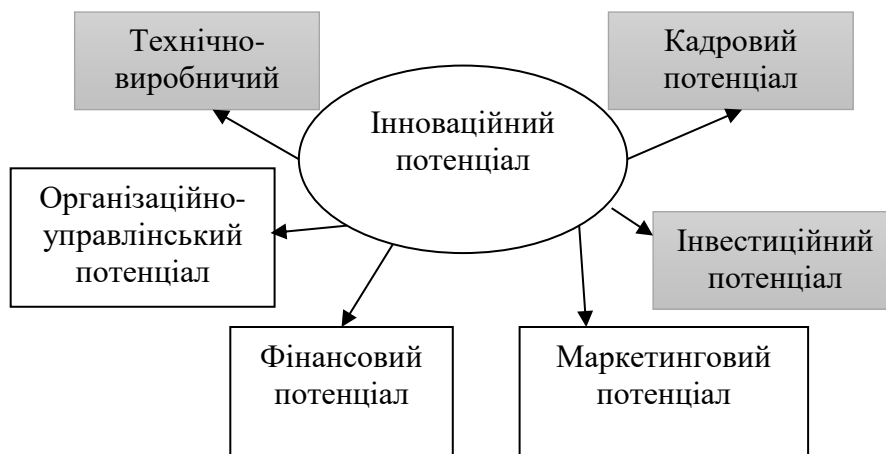 Технічно-
виробничий
Кадровий
потенціал
Інноваційний
потенціал
Організаційно-
управлінський
потенціал
Інвестиційний
потенціал
Фінансовий
потенціал
Маркетинговий
потенціал